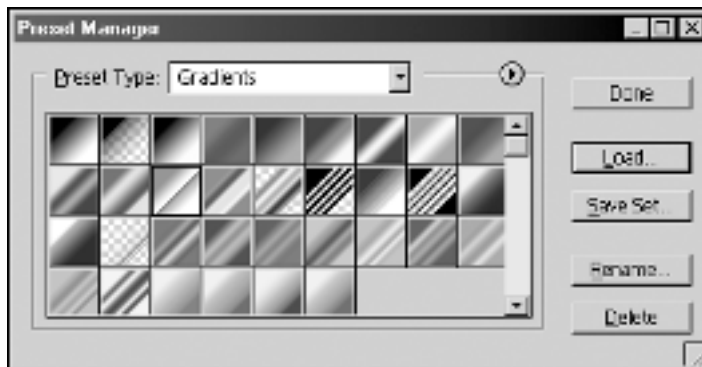 Preset Manager
Preset Type: Gradients
Done
Load...
Save Set...
Rename...
Delete